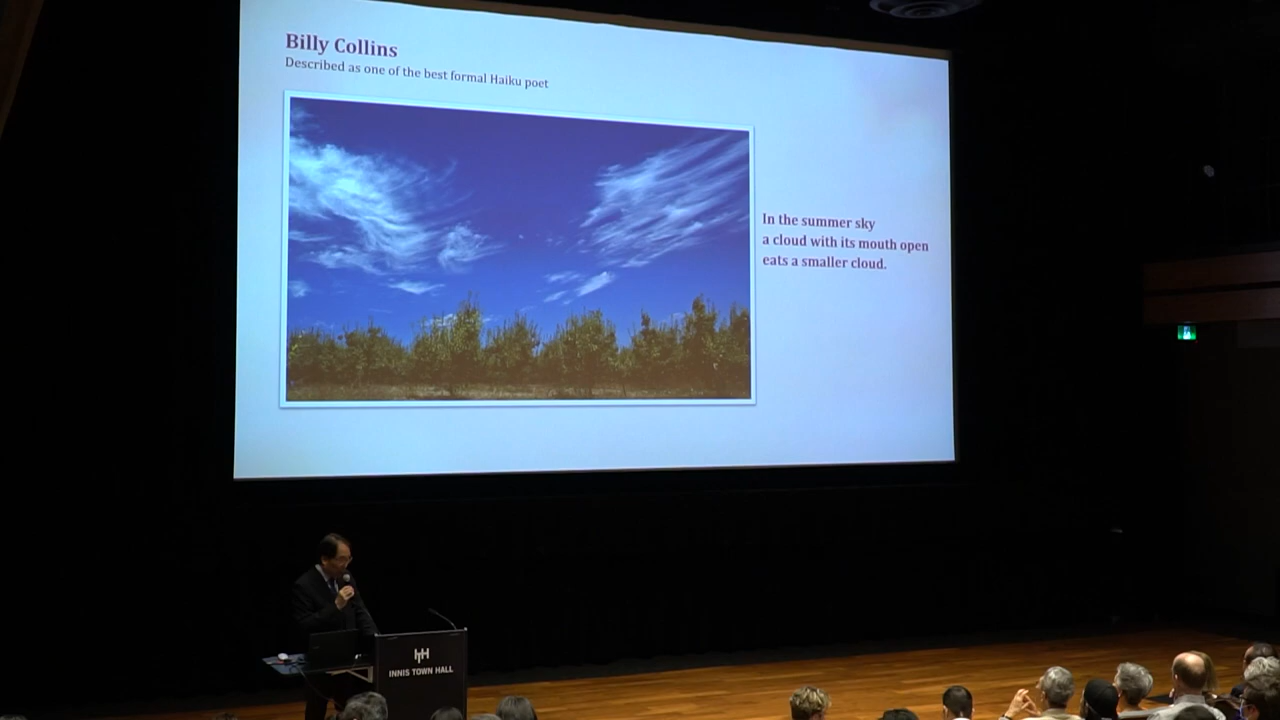 Billy Collins
Described as one of the best formal Haiku poet
In the summer sky
a cloud with its mouth open
eats a smaller cloud.
INNIS TOWN HALL